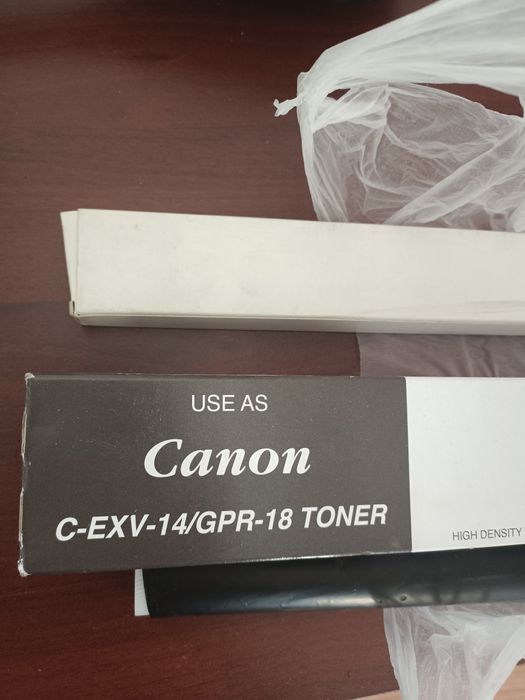 USE AS
Canon
C-EXV-14/GPR-18 TONER
HIGH DENSITY